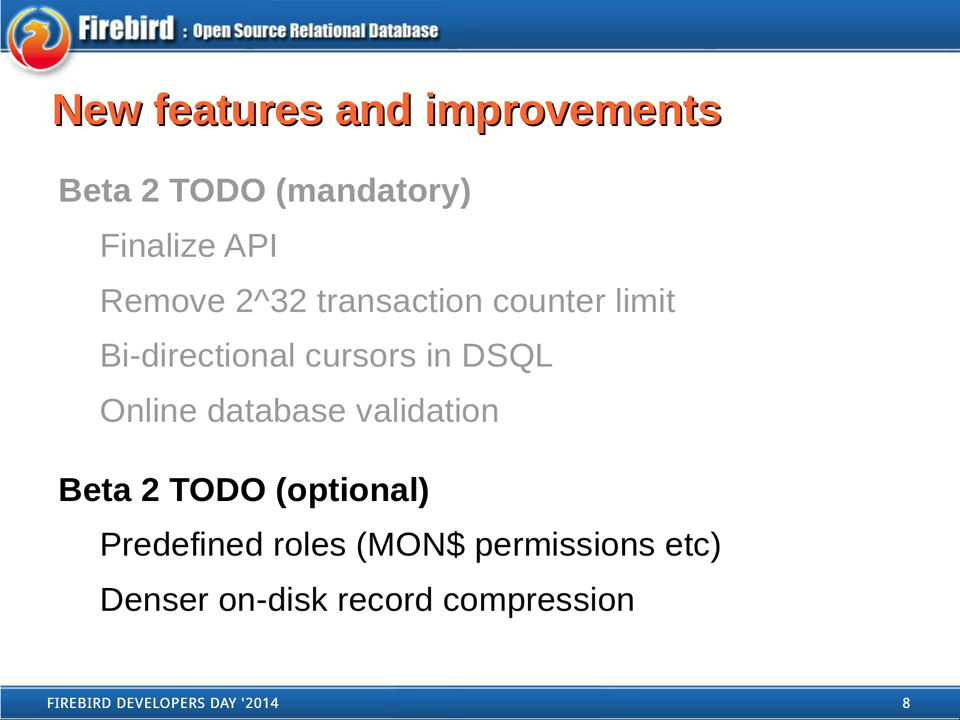 Firebird : Open Source Relational Database
New features and improvements
Beta 2 TODO (mandatory)
Finalize API
Remove 2^32 transaction counter limit
Bi-directional cursors in DSQL
Online database validation
Beta 2 TODO (optional)
Predefined roles (MON$ permissions etc)
Denser on-disk record compression
FIREBIRD DEVELOPERS DAY '2014 8